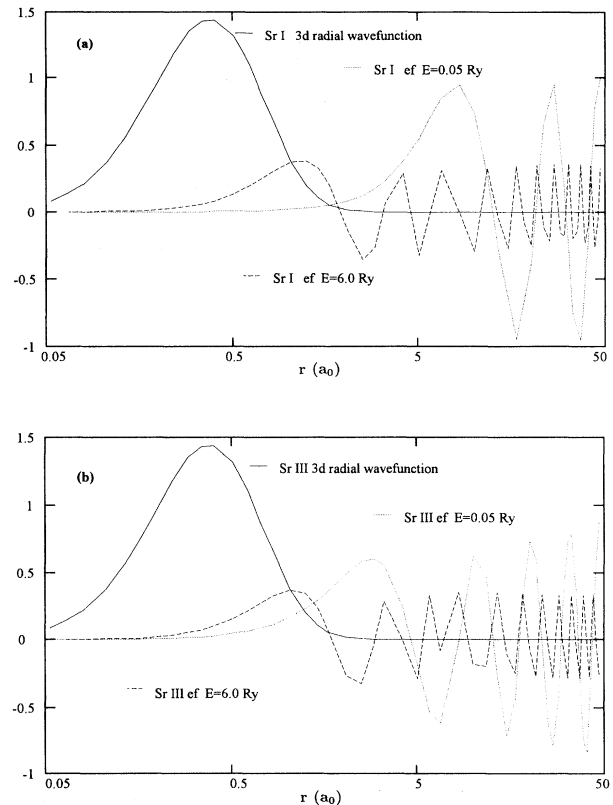 1.5
(a)
Sr I 3d radial wavefunction
Sr I ef E=0.05 Ry
1
0.5
0
Sr I ef E=6.0 Ry
-0.5
-1
0.05
0.5
5
50
r (a₀)
1.5
(b)
Sr III 3d radial wavefunction
Sr III ef E=0.05 Ry
1
0.5
0
Sr III ef E=6.0 Ry
-0.5
-1
0.05
0.5
5
50
r (a₀)